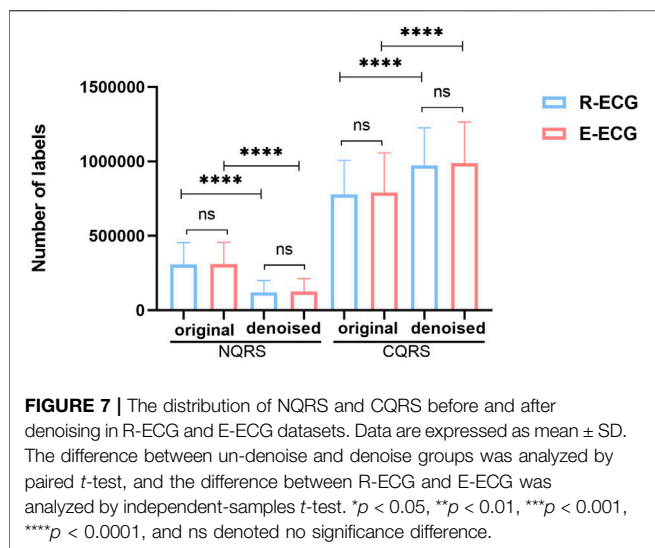 ****
****
1500000
R-ECG
E-ECG
ns
ns
Number of labels
1000000
****
****
500000
ns
ns
0
original
denoised
original
denoised
NQRS
CQRS
FIGURE 7 | The distribution of NQRS and CQRS before and after
denoising in R-ECG and E-ECG datasets. Data are expressed as mean ± SD.
The difference between un-denoise and denoise groups was analyzed by
paired t-test, and the difference between R-ECG and E-ECG was
analyzed by independent-samples t-test. *p < 0.05, **p < 0.01, ***p < 0.001,
****p < 0.0001, and ns denoted no significance difference.